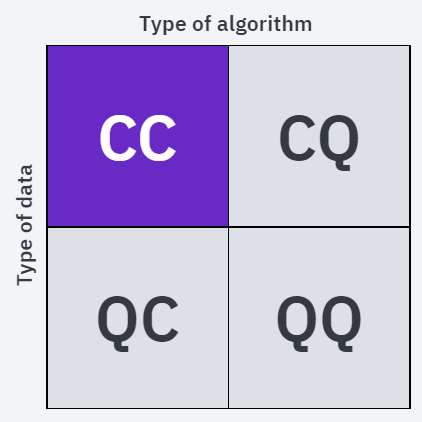 Type of algorithm
Type of data
CC
CQ
QC
QQ